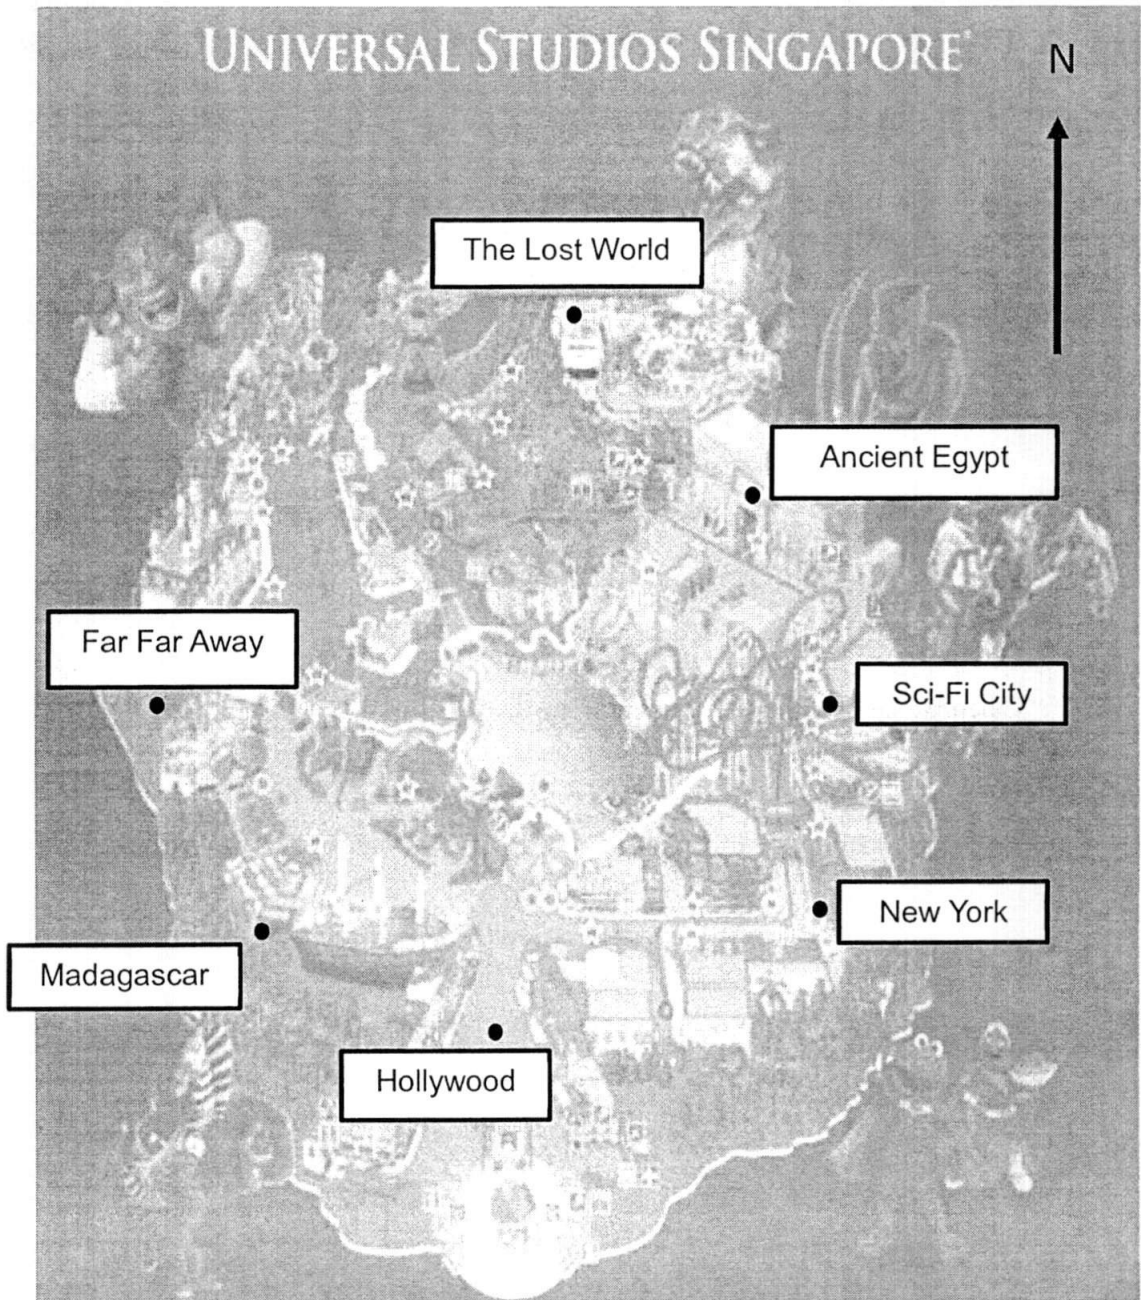 UNIVERSAL STUDIOS SINGAPORE
N
The Lost World
Ancient Egypt
Far Far Away
Sci-Fi City
New York
Madagascar
Hollywood